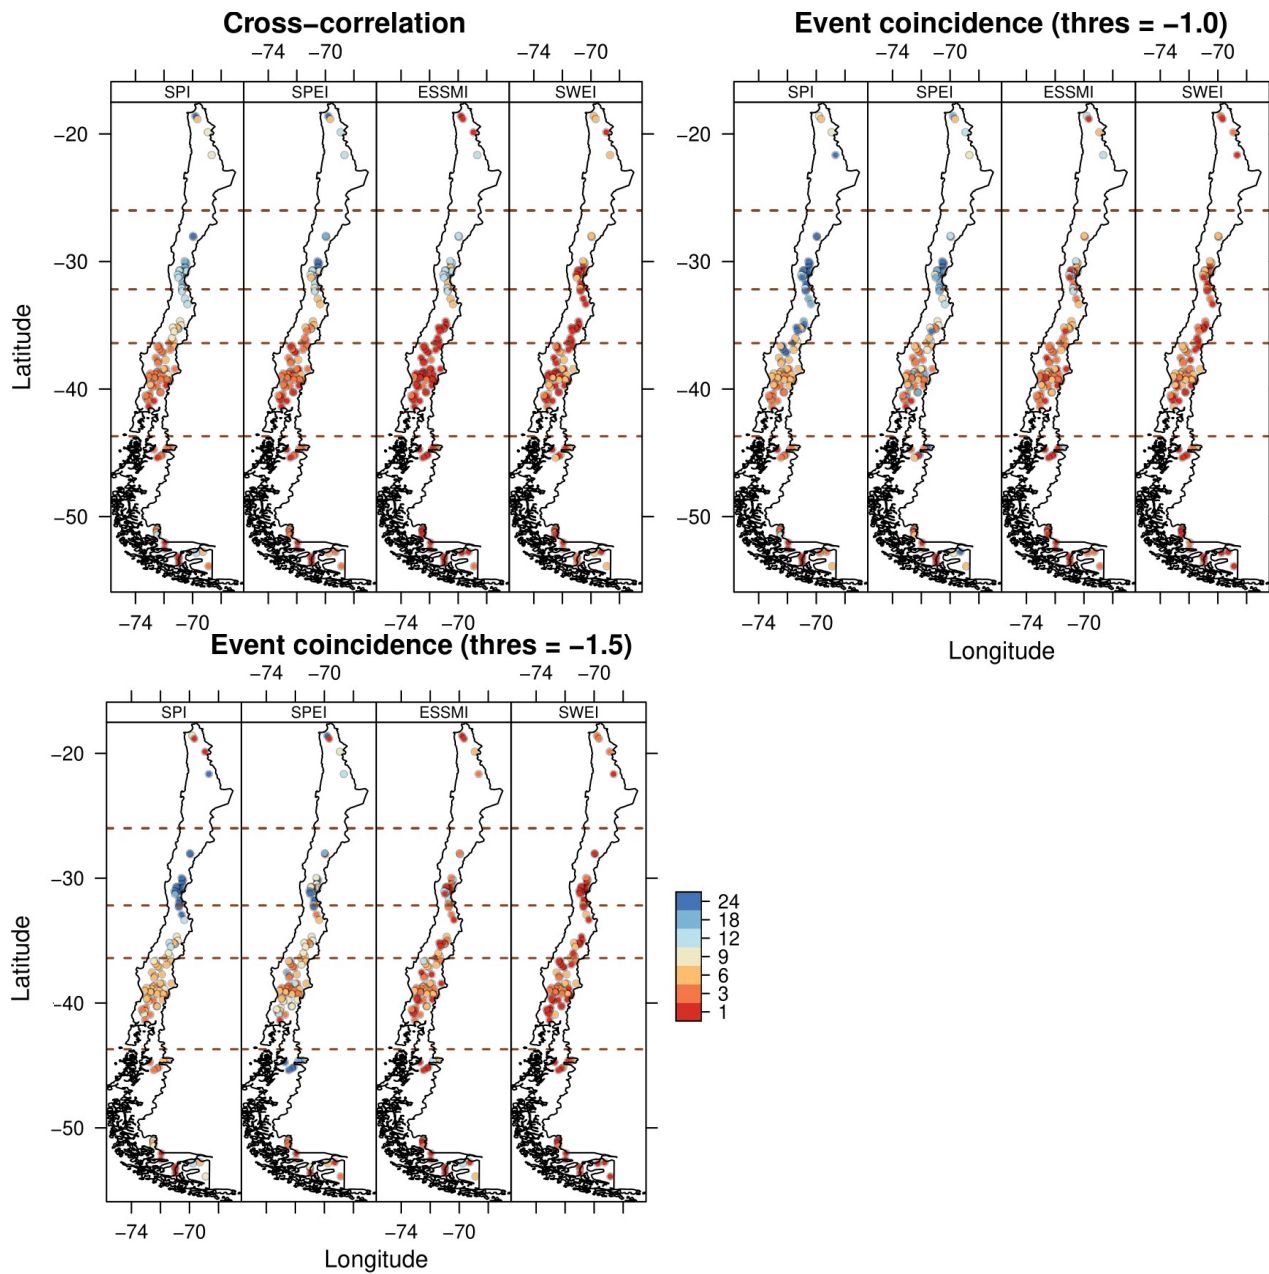 Cross−correlation
−74 −70 −74 −70
SPI SPEI ESSMI SWEI
−20
−30
−40
−50
Latitude
−74 −70 −74 −70
Event coincidence (thres = −1.0)
−74 −70 −74 −70
SPI SPEI ESSMI SWEI
−20
−30
−40
−50
Latitude
−74 −70 −74 −70
Longitude
Event coincidence (thres = −1.5)
−74 −70 −74 −70
SPI SPEI ESSMI SWEI
−20
−30
−40
−50
Latitude
−74 −70 −74 −70
Longitude
24
18
12
9
6
3
1